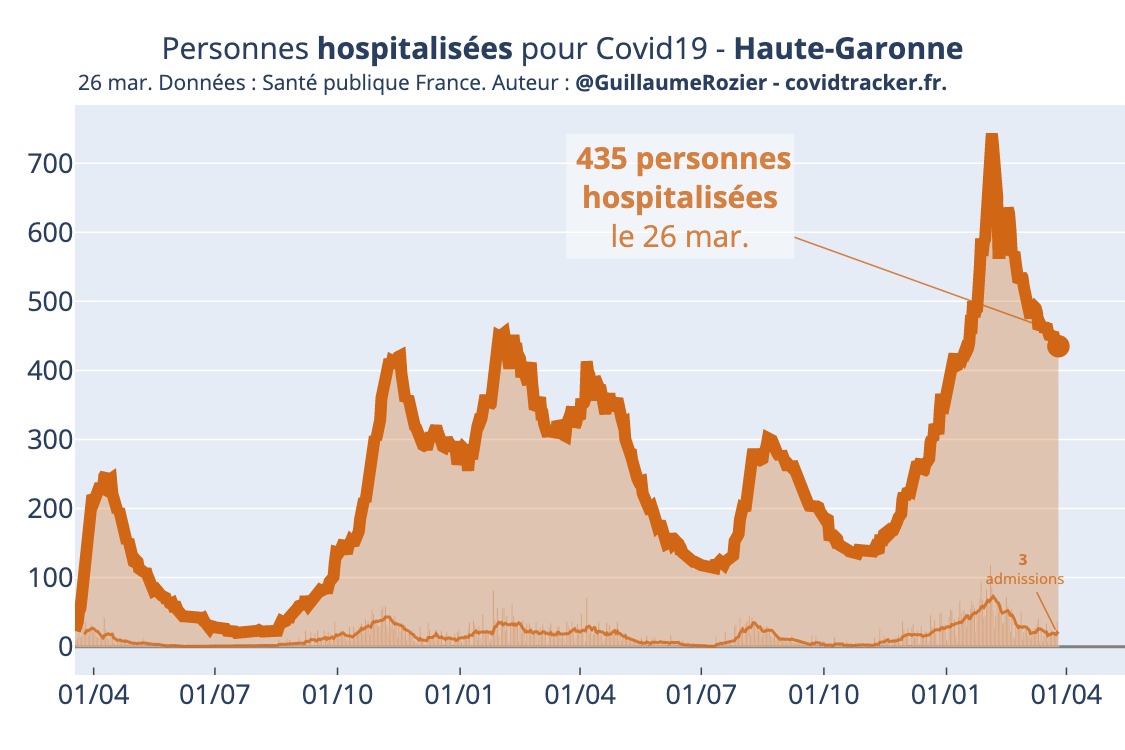 Personnes hospitalisées pour Covid19 - Haute-Garonne
26 mar. Données : Santé publique France. Auteur : @GuillaumeRozier - covidtracker.fr.
435 personnes
hospitalisées
le 26 mar.
700
600
500
400
300
200
100
0
3
admissions
01/04 01/07 01/10 01/01 01/04 01/07 01/10 01/01 01/04